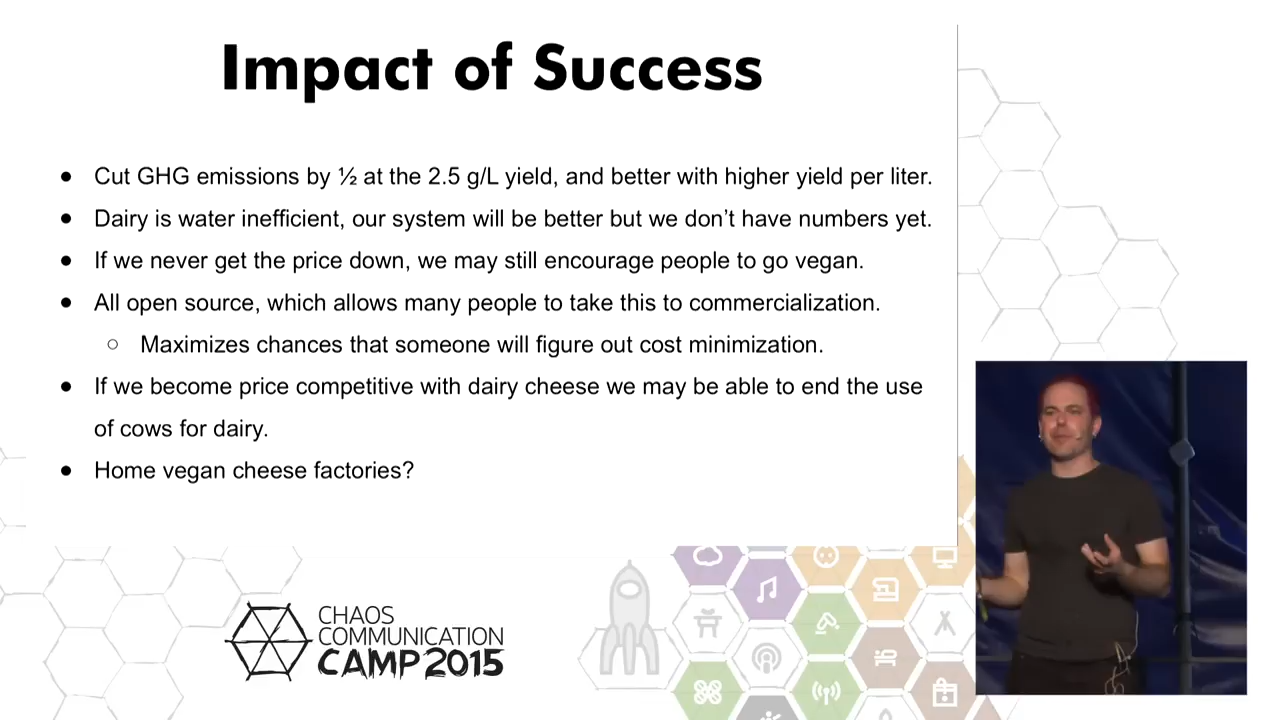 Impact of Success
● Cut GHG emissions by ½ at the 2.5 g/L yield, and better with higher yield per liter.
● Dairy is water inefficient, our system will be better but we don’t have numbers yet.
● If we never get the price down, we may still encourage people to go vegan.
● All open source, which allows many people to take this to commercialization.
○ Maximizes chances that someone will figure out cost minimization.
● If we become price competitive with dairy cheese we may be able to end the use
of cows for dairy.
● Home vegan cheese factories?
CHAOS
COMMUNICATION
CAMP 2015